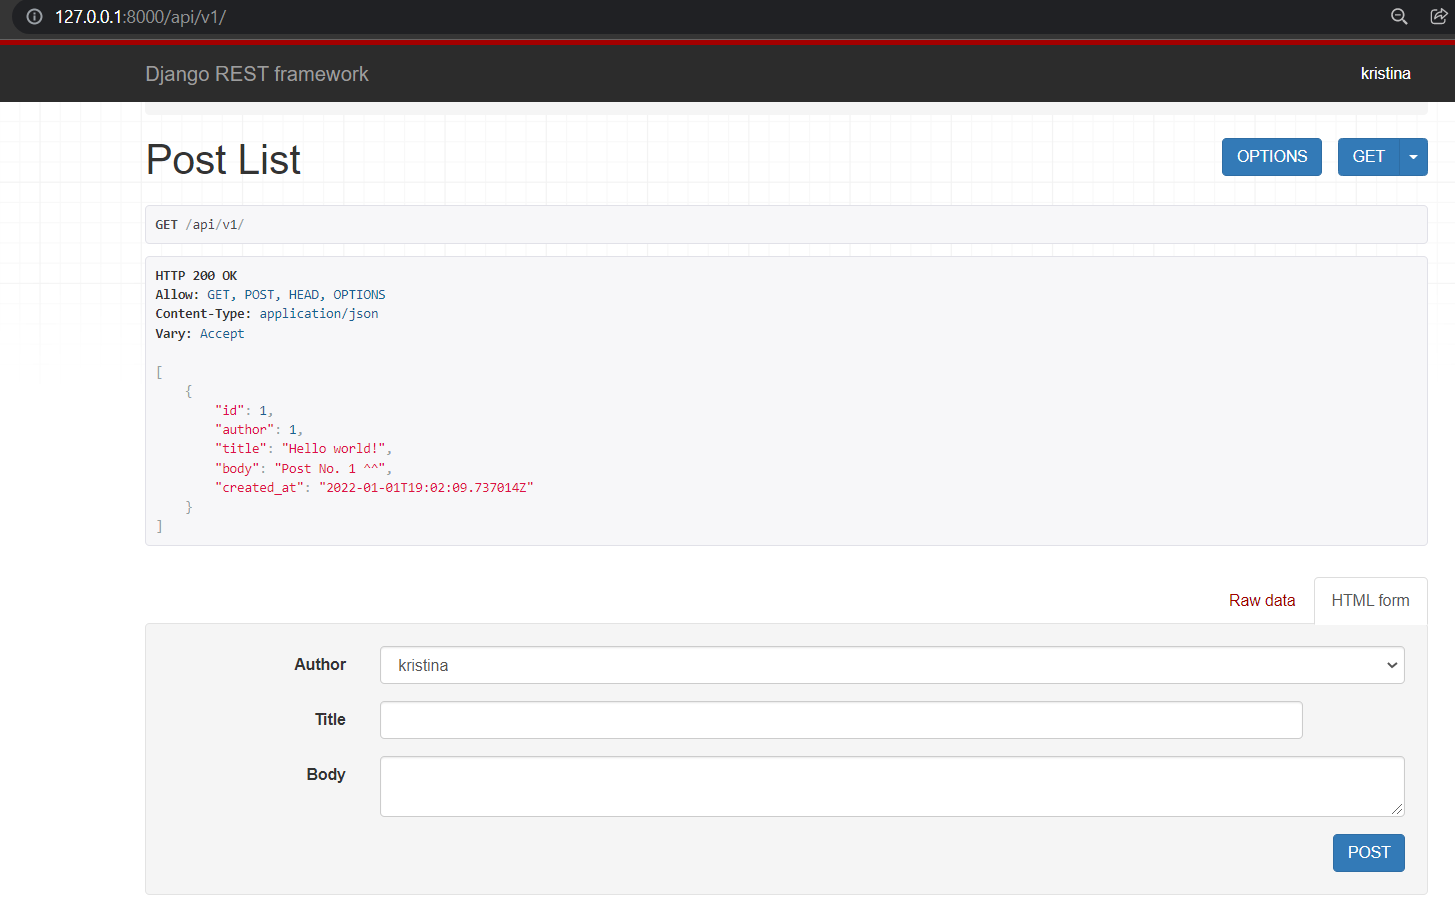 127.0.0.1:8000/api/v1/
Django REST framework
kristina
Post List
OPTIONS
GET
GET /api/v1/
HTTP 200 OK
Allow: GET, POST, HEAD, OPTIONS
Content-Type: application/json
Vary: Accept
[
    {
        "id": 1,
        "author": 1,
        "title": "Hello world!",
        "body": "Post No. 1 ^^",
        "created_at": "2022-01-01T19:02:09.737014Z"
    }
]
Raw data
HTML form
Author
kristina
Title
Body
POST